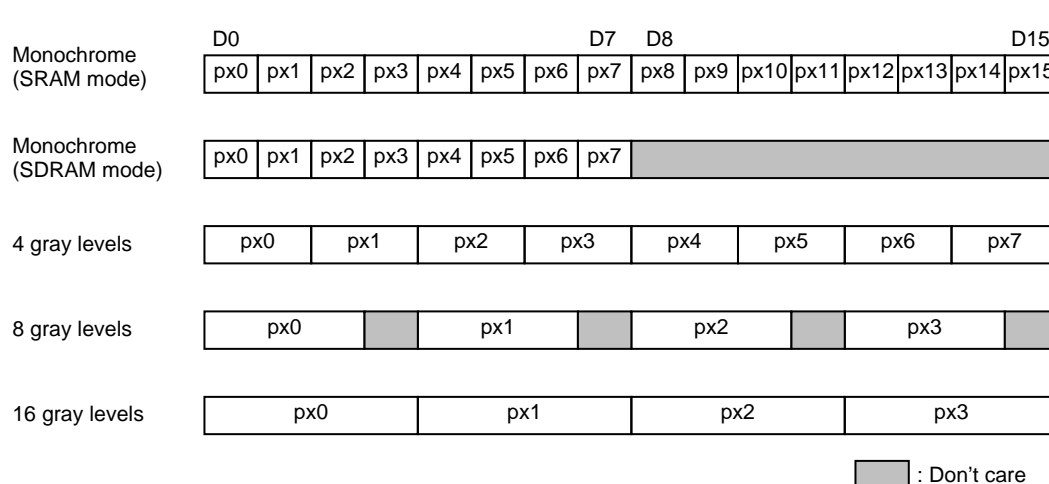 D0 D7 D8 D15
Monochrome
(SRAM mode)
px0 px1 px2 px3 px4 px5 px6 px7 px8 px9 px10 px11 px12 px13 px14 px15
Monochrome
(SDRAM mode)
px0 px1 px2 px3 px4 px5 px6 px7
4 gray levels px0 px1 px2 px3 px4 px5 px6 px7
8 gray levels px0 px1 px2 px3
16 gray levels px0 px1 px2 px3
: Don't care